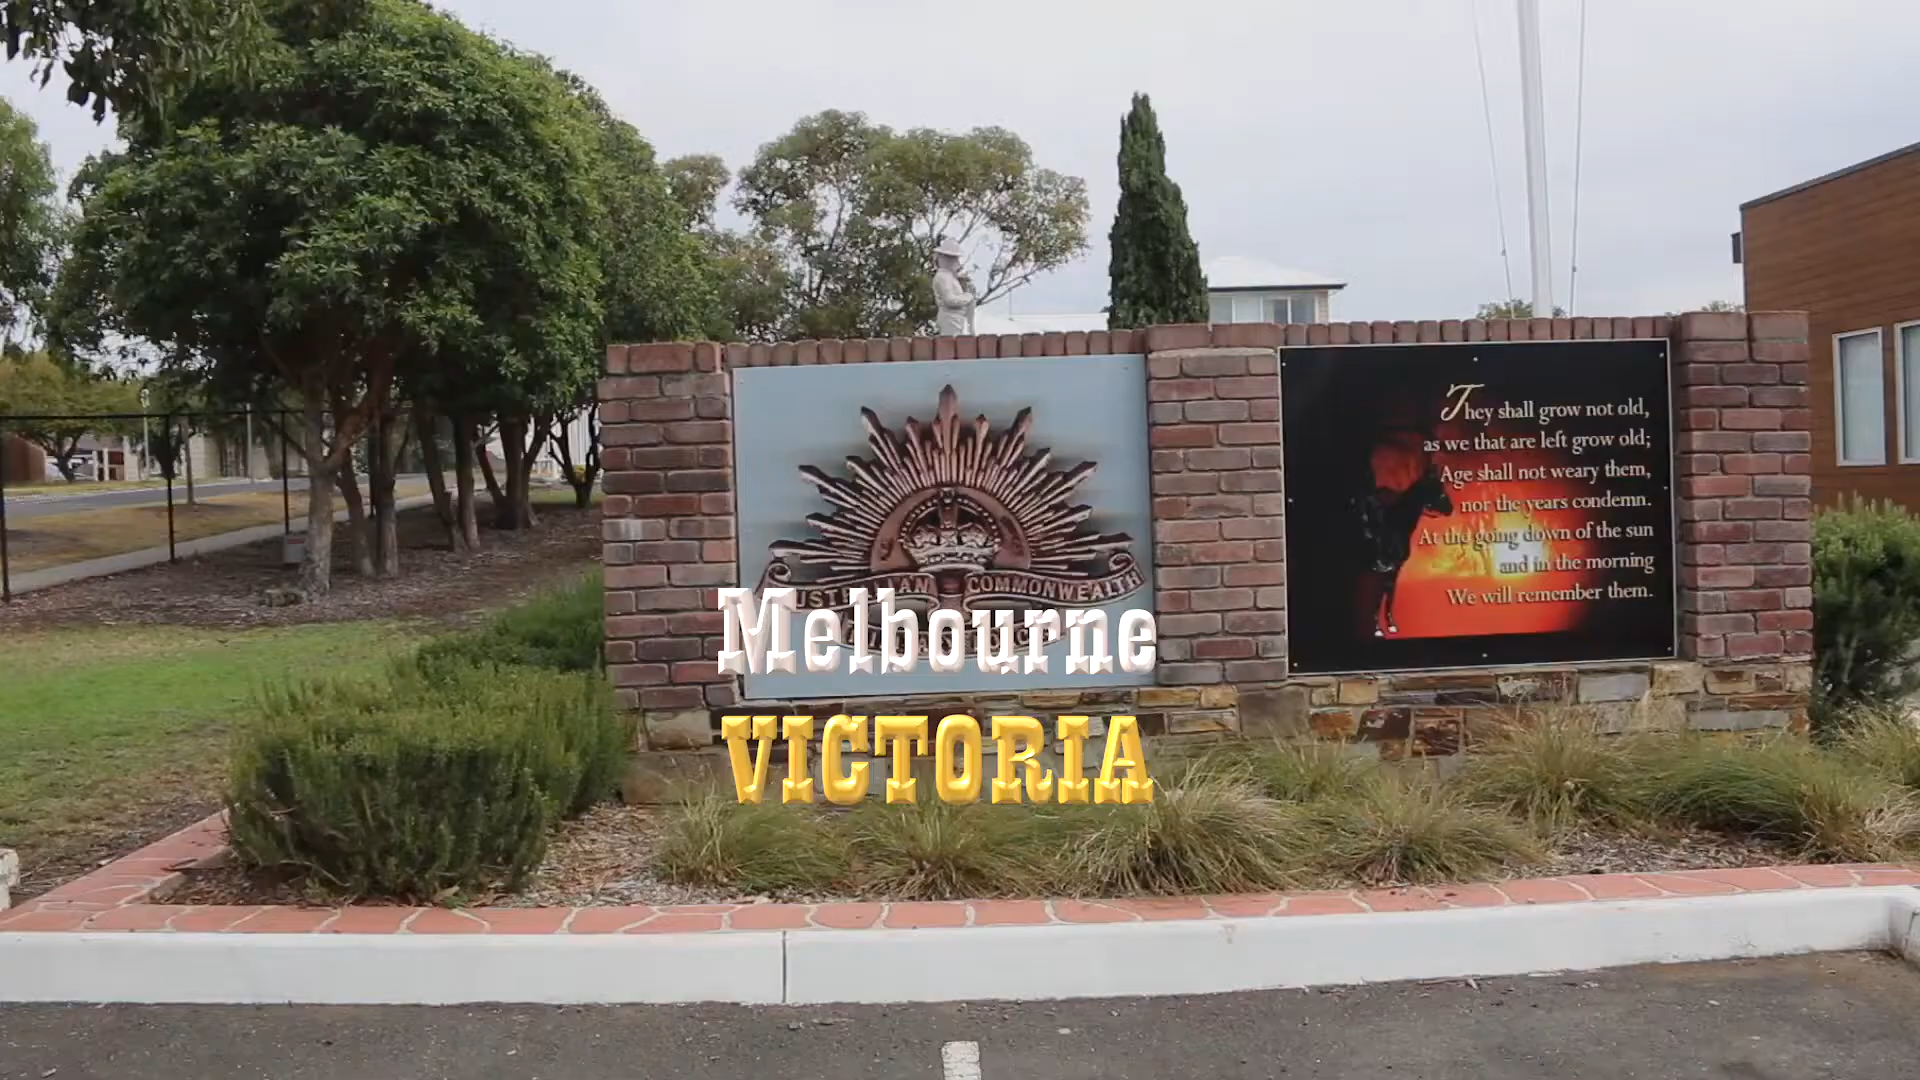 AUSTRALIAN COMMONWEALTH
They shall grow not old,
as we that are left grow old;
Age shall not weary them,
nor the years condemn.
At the going down of the sun
and in the morning
We will remember them.
Melbourne
VICTORIA